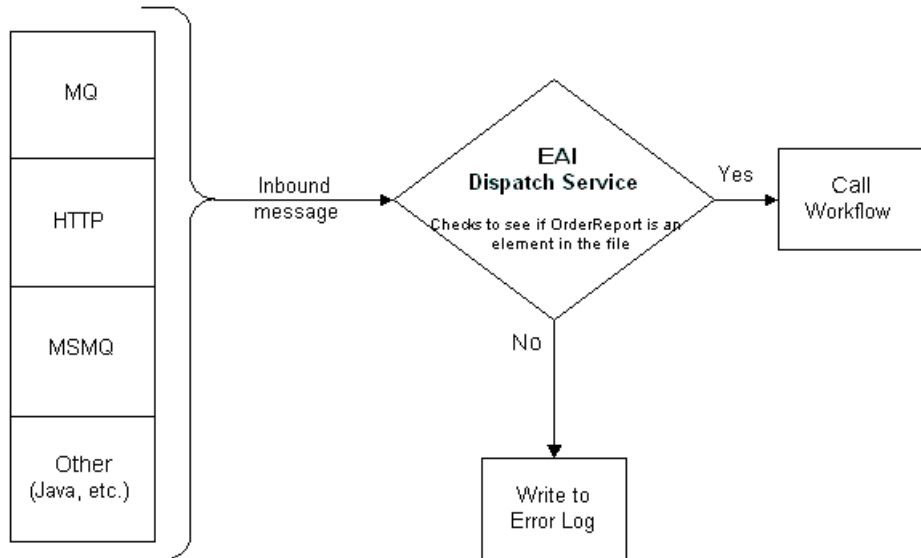 MQ
HTTP
MSMQ
Other
(Java, etc.)
Inbound
message
EAI
Dispatch Service
Checks to see if OrderReport is an
element in the file
Yes
Call
Workflow
No
Write to
Error Log